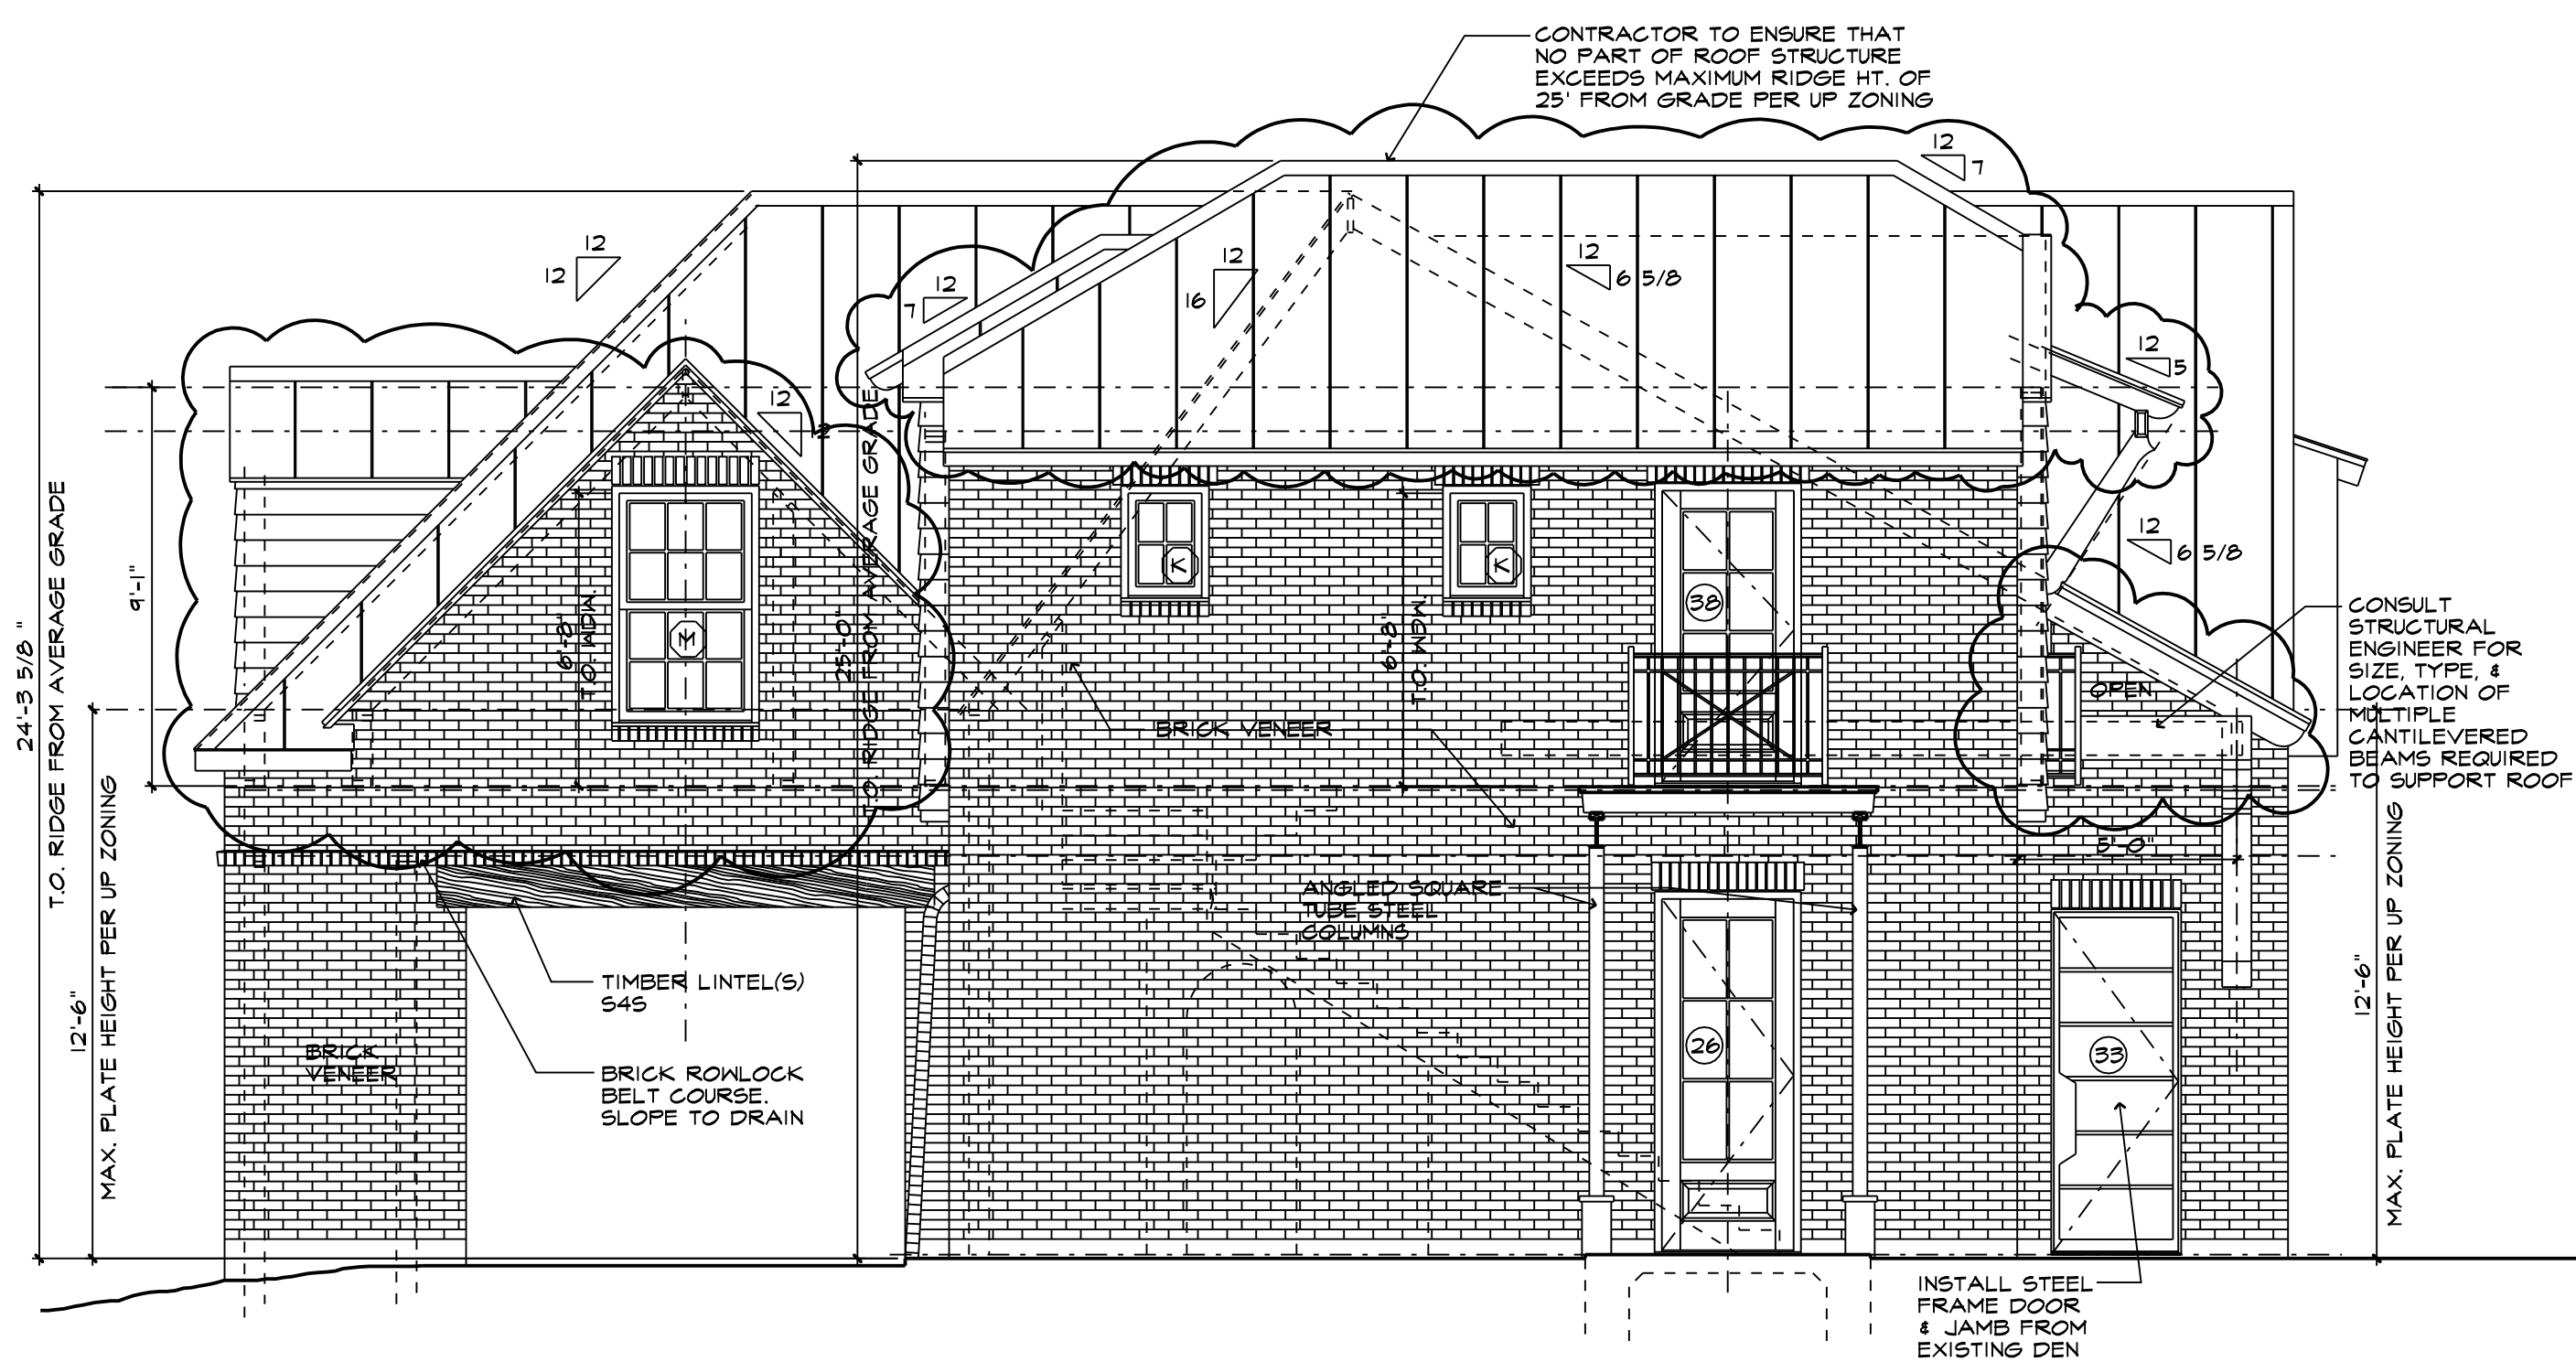 CONTRACTOR TO ENSURE THAT
NO PART OF ROOF STRUCTURE
EXCEEDS MAXIMUM RIDGE HT. OF
25' FROM GRADE PER UP ZONING
12
7
12
12
12
7
12
16
12
6 5/8
12
5
12
12
6 5/8
24'-3 5/8"
T.O. RIDGE FROM AVERAGE GRADE
9'-1"
12'-6"
MAX. PLATE HEIGHT PER UP ZONING
6'-8"
T.O. WDW.
25'-0"
T.O. RIDGE FROM AVERAGE GRADE
6'-8"
T.O. WDW.
M
K
K
38
BRICK VENEER
OPEN
CONSULT
STRUCTURAL
ENGINEER FOR
SIZE, TYPE, &
LOCATION OF
MULTIPLE
CANTILEVERED
BEAMS REQUIRED
TO SUPPORT ROOF
5'-0"
ANGLED SQUARE
TUBE STEEL
COLUMNS
TIMBER LINTEL(S)
S4S
BRICK
VENEER
BRICK ROWLOCK
BELT COURSE.
SLOPE TO DRAIN
26
33
12'-6"
MAX. PLATE HEIGHT PER UP ZONING
INSTALL STEEL
FRAME DOOR
& JAMB FROM
EXISTING DEN